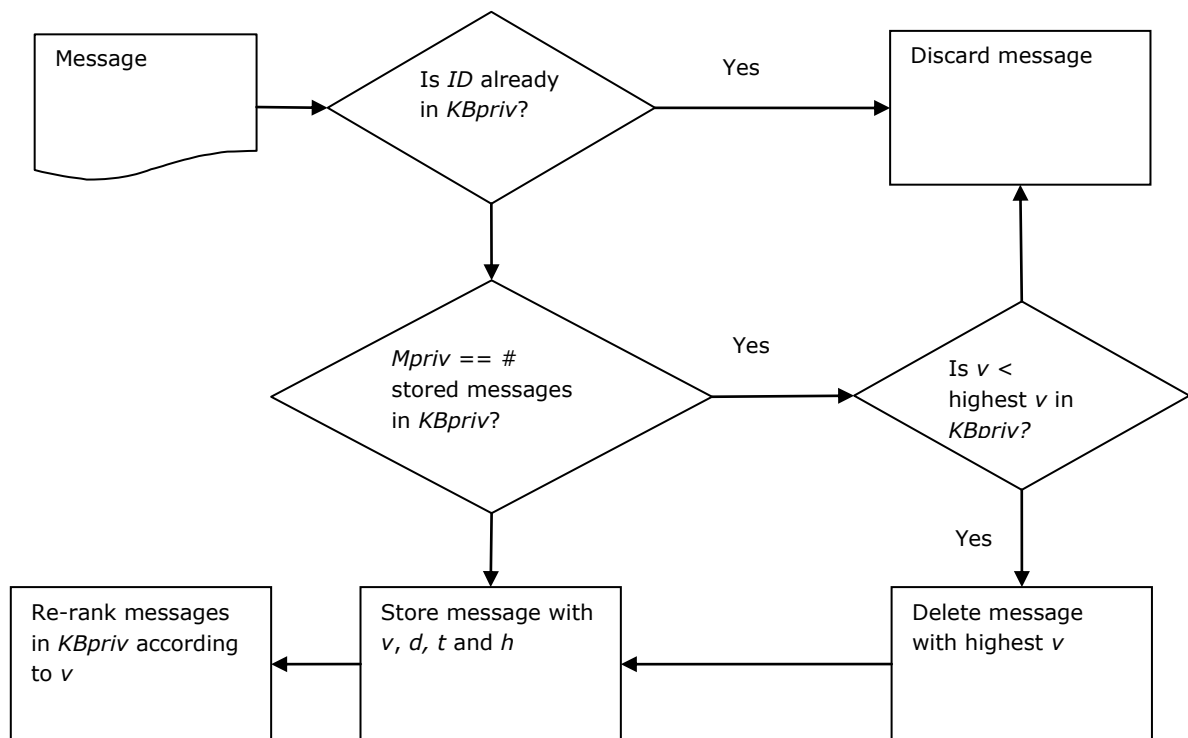 Message
Is ID already
in KBpriv?
Yes
Discard message
Mpriv == #
stored messages
in KBpriv?
Yes
Is v <
highest v in
KBpriv?
Yes
Re-rank messages
in KBpriv according
to v
Store message with
v, d, t and h
Delete message
with highest v